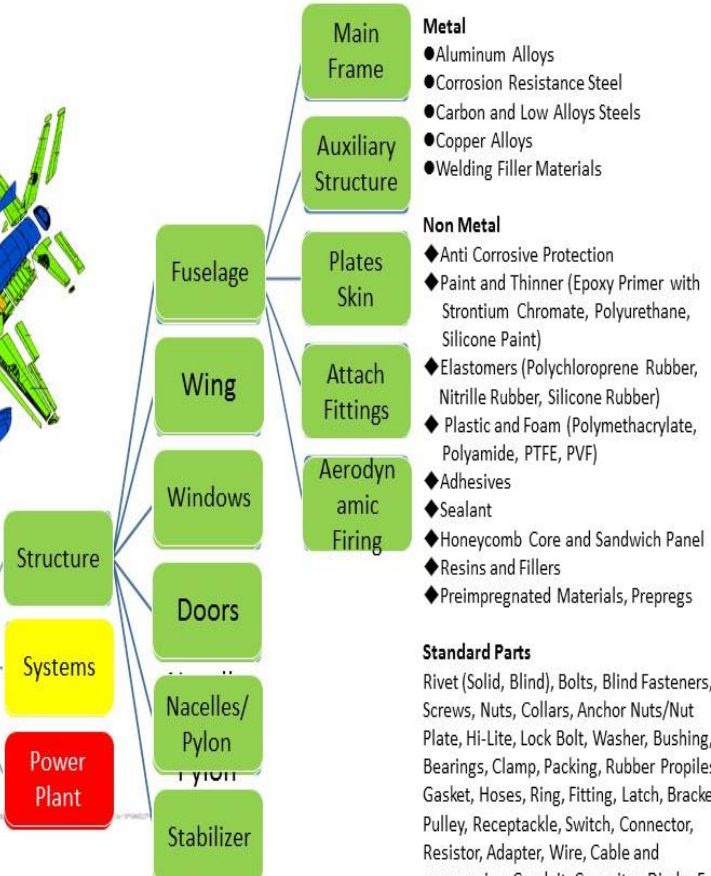 Main
Frame
Auxiliary
Structure
Plates
Skin
Attach
Fittings
Aerodyn
amic
Firing
Fuselage
Wing
Windows
Doors
Nacelles/
Pylon
Pylon
Stabilizer
Structure
Systems
Power
Plant
Metal
●Aluminum Alloys
●Corrosion Resistance Steel
●Carbon and Low Alloys Steels
●Copper Alloys
●Welding Filler Materials
Non Metal
◆Anti Corrosive Protection
◆Paint and Thinner (Epoxy Primer with
Strontium Chromate, Polyurethane,
Silicone Paint)
◆Elastomers (Polychloroprene Rubber,
Nitrille Rubber, Silicone Rubber)
◆ Plastic and Foam (Polymethacrylate,
Polyamide, PTFE, PVF)
◆Adhesives
◆Sealant
◆Honeycomb Core and Sandwich Panel
◆Resins and Fillers
◆Preimpregnated Materials, Prepregs
Standard Parts
Rivet (Solid, Blind), Bolts, Blind Fasteners,
Screws, Nuts, Collars, Anchor Nuts/Nut
Plate, Hi-Lite, Lock Bolt, Washer, Bushing,
Bearings, Clamp, Packing, Rubber Propiles
Gasket, Hoses, Ring, Fitting, Latch, Bracke
Pulley, Receptackle, Switch, Connector,
Resistor, Adapter, Wire, Cable and